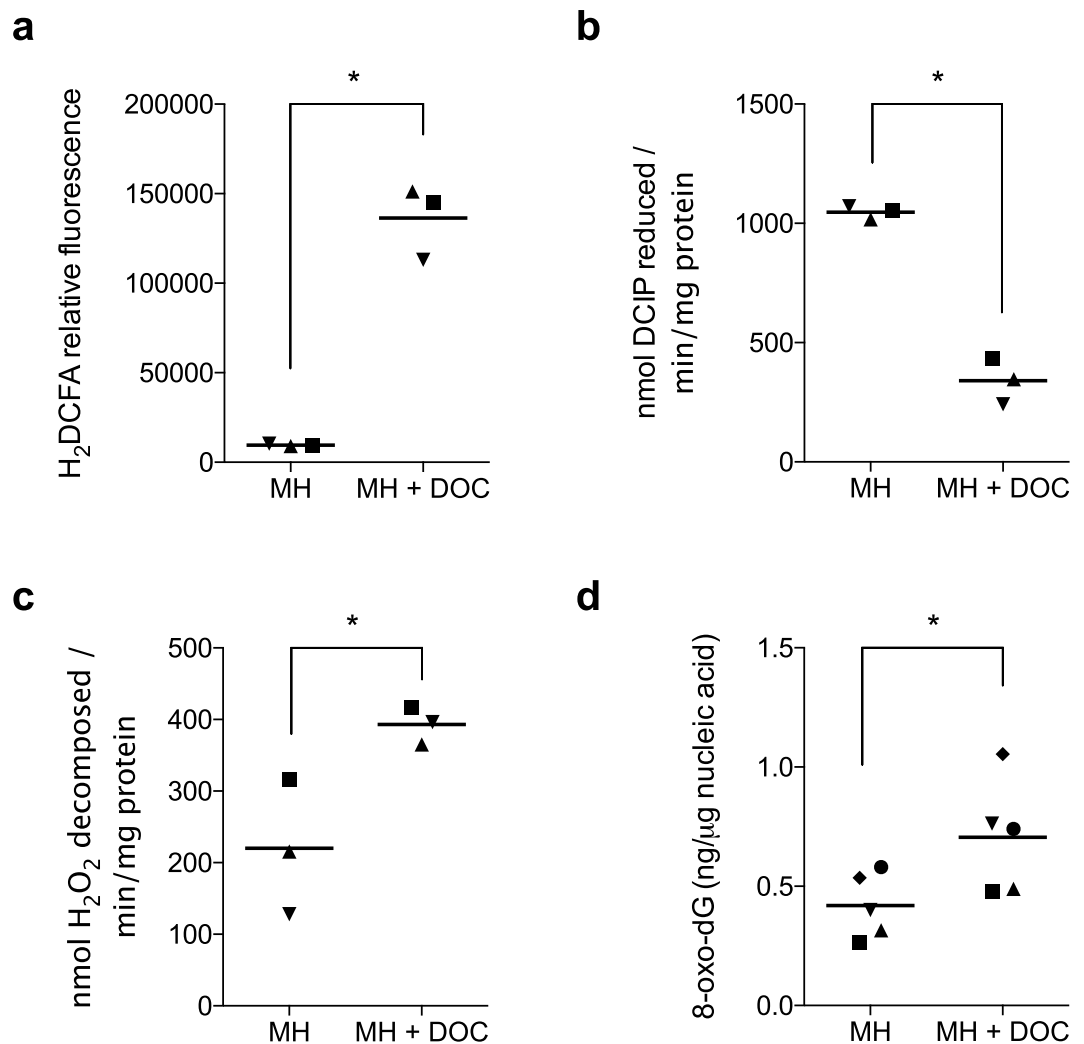 a
*
H₂DCFA relative fluorescence
200000
150000
100000
50000
0
MH
MH + DOC
b
*
nmol DCIP reduced /
min/mg protein
1500
1000
500
0
MH
MH + DOC
c
*
nmol H₂O₂ decomposed /
min/mg protein
500
400
300
200
100
0
MH
MH + DOC
d
*
8-oxo-dG (ng/μg nucleic acid)
1.5
1.0
0.5
0.0
MH
MH + DOC